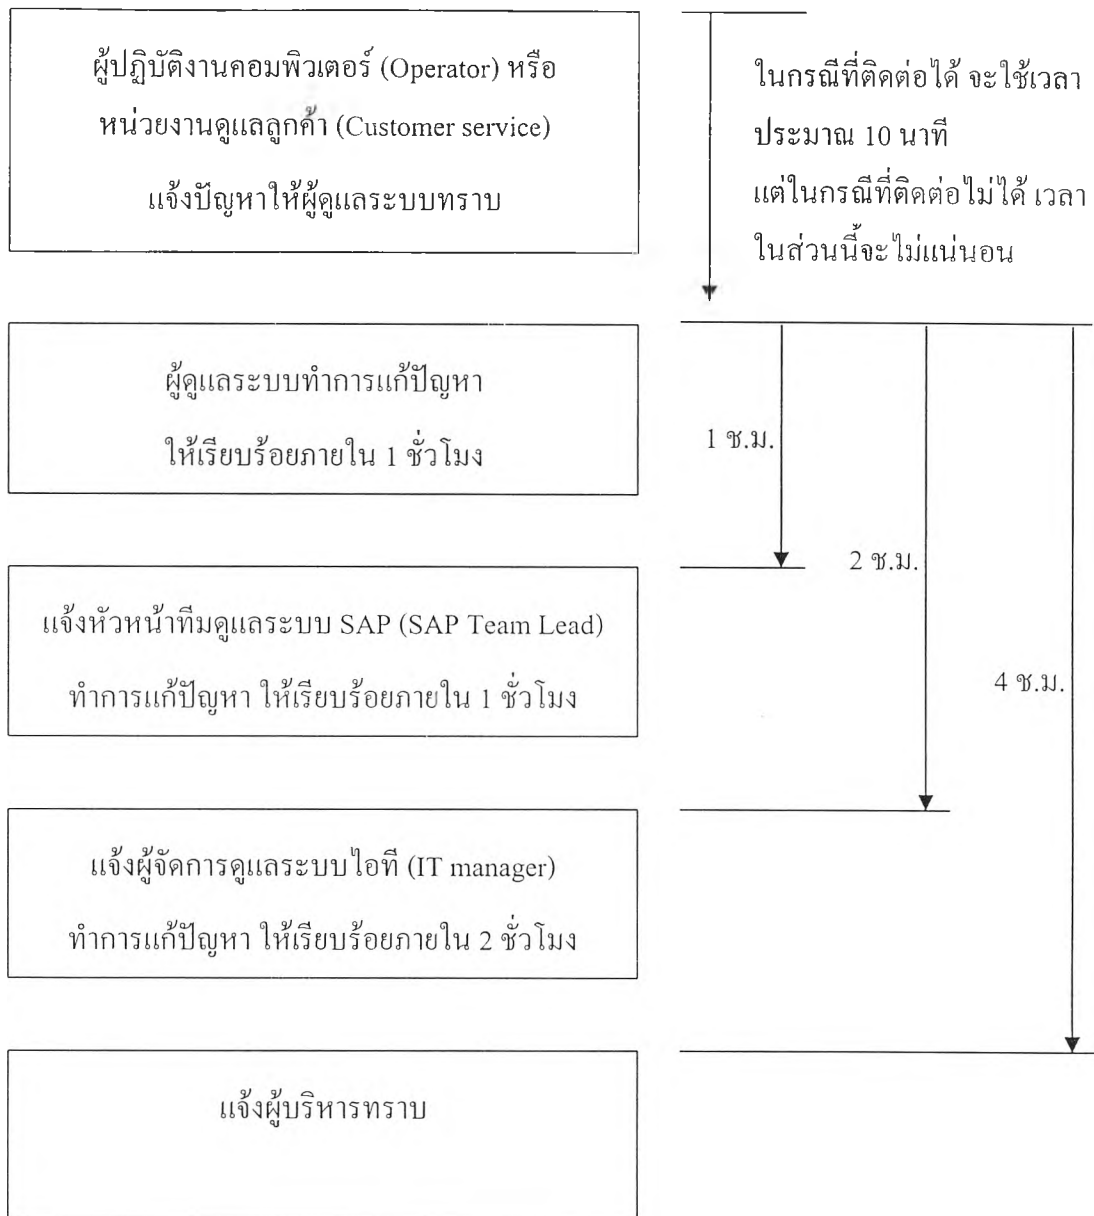 ผู้ปฏิบัติงานคอมพิวเตอร์ (Operator) หรือ
หน่วยงานดูแลลูกค้า (Customer service)
แจ้งปัญหาให้ผู้ดูแลระบบทราบ
ในกรณีที่ติดต่อได้ จะใช้เวลา
ประมาณ 10 นาที
แต่ในกรณีที่ติดต่อไม่ได้ เวลา
ในส่วนนี้จะไม่แน่นอน
ผู้ดูแลระบบทำการแก้ปัญหา
ให้เรียบร้อยภายใน 1 ชั่วโมง
1 ช.ม.
2 ช.ม.
แจ้งหัวหน้าทีมดูแลระบบ SAP (SAP Team Lead)
ทำการแก้ปัญหา ให้เรียบร้อยภายใน 1 ชั่วโมง
4 ช.ม.
แจ้งผู้จัดการดูแลระบบไอที (IT manager)
ทำการแก้ปัญหา ให้เรียบร้อยภายใน 2 ชั่วโมง
แจ้งผู้บริหารทราบ